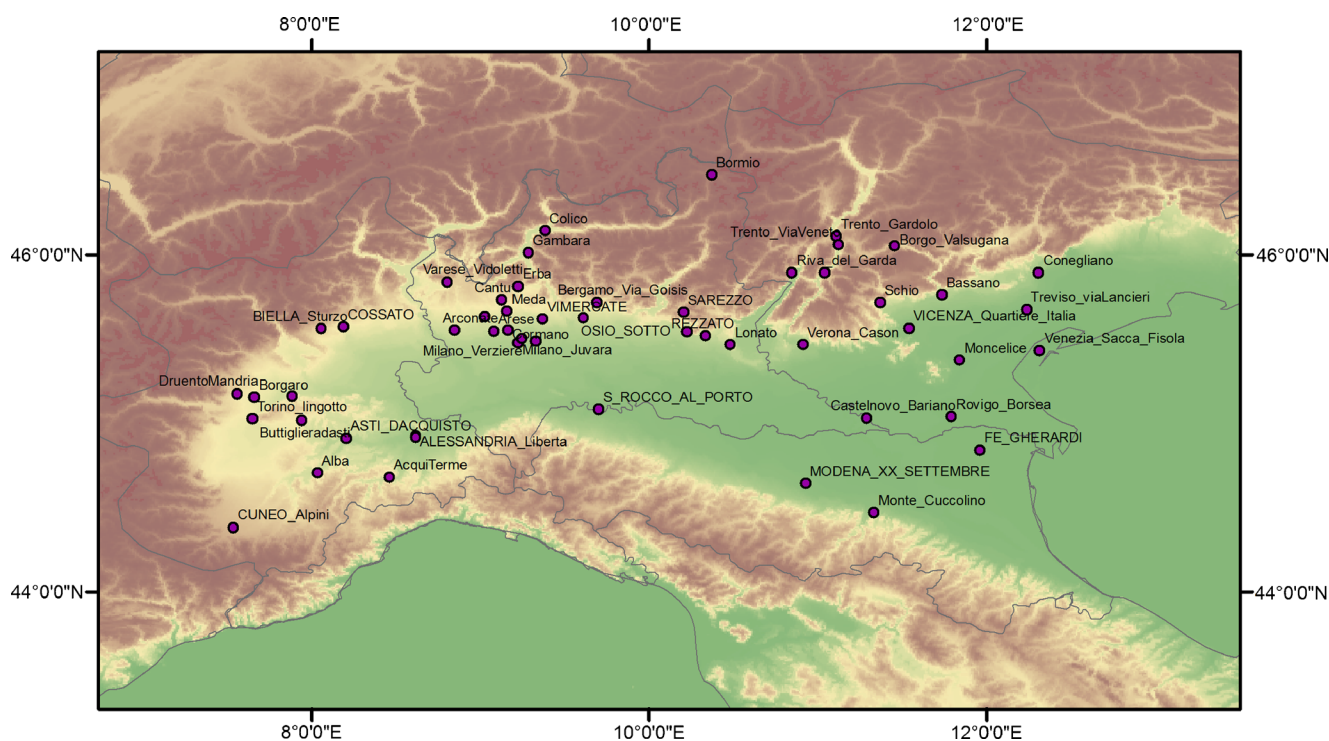 8°0'0"E
10°0'0"E
12°0'0"E
Bormio
Colico
Trento_Gardolo
Trento_ViaVeneto
Gambara
Borgo_Valsugana
46°0'0"N
46°0'0"N
Varese_Vidoletti
Erba
Riva_del_Garda
Conegliano
Cantu
Bergamo_Via_Goisis
Bassano
Meda
VIMERCATE
SAREZZO
Schio
Treviso_viaLancieri
BIELLA_Sturzo
COSSATO
Arconate
Arese
OSIO_SOTTO
REZZATO
VICENZA_Quartiere_Italia
Cormano
Lonato
Verona_Cason
Venezia_Sacca_Fisola
Milano_Verziere
Milano_Juvara
Moncelice
DruentoMandria
Borgaro
S_ROCCO_AL_PORTO
Torino_lingotto
Castelnovo_Bariano
Rovigo_Borsea
Buttiglieradasti
ASTI_DACQUISTO
ALESSANDRIA_Liberta
FE_GHERARDI
Alba
AcquiTerme
MODENA_XX_SETTEMBRE
CUNEO_Alpini
Monte_Cuccolino
44°0'0"N
44°0'0"N
8°0'0"E
10°0'0"E
12°0'0"E